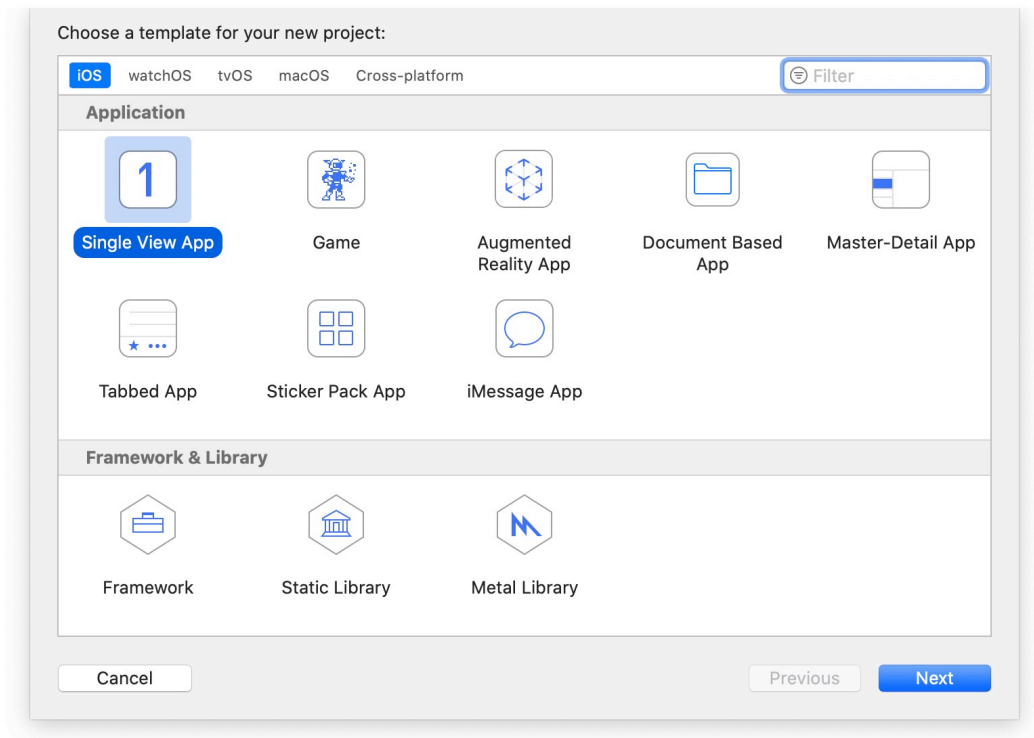 Choose a template for your new project:
iOS watchOS tvOS macOS Cross-platform Filter
Application
1
Single View App Game Augmented Reality App Document Based App Master-Detail App
Tabbed App Sticker Pack App iMessage App
Framework & Library
Framework Static Library Metal Library
Cancel Previous Next